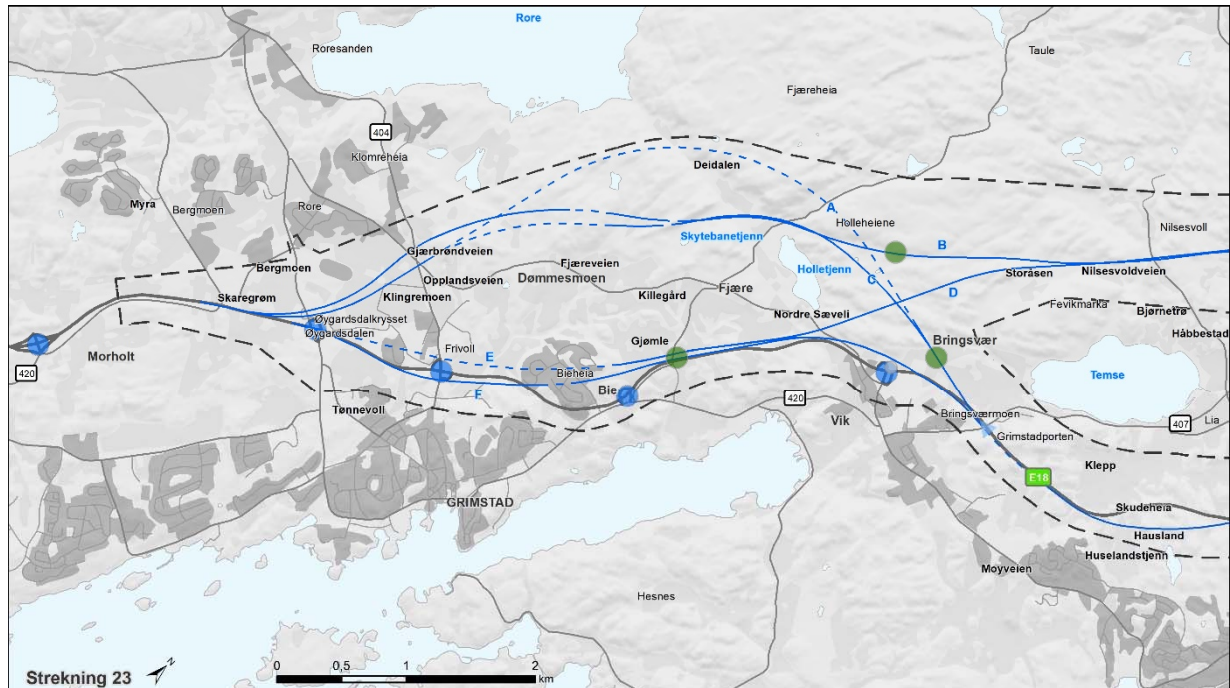 Rore
Roresanden
Taule
Fjæreheia
404
Klomreheia
Deidalen
Myra
Bergmoen
Rore
A
Holleheiene
Nilsesvoll
Skytebanetjenn
B
Gjærbrøndveien
Fjæreveien
Bergmoen
Opplandsveien
Dømmesmoen
Holletjenn
C
Storåsen
Nilsesvoldveien
Klingremoen
Killegård
Fjære
D
Skaregrøm
Fevikmarka
Bjørnetrø
Nordre Sæveli
Øygardsdalkrysset
Øygardsdalen
Håbbestad
Gjømle
Bringsvær
Frivoll
E
Morholt
Bieheia
420
Temse
F
Bie
420
Tønnevoll
Vik
Bringsværmoen
Lia
407
Grimstadporten
Klepp
E18
GRIMSTAD
Skudeheia
Hausland
Huselandstjenn
Moyveien
Hesnes
Strekning 23
N
0 0,5 1 2
km